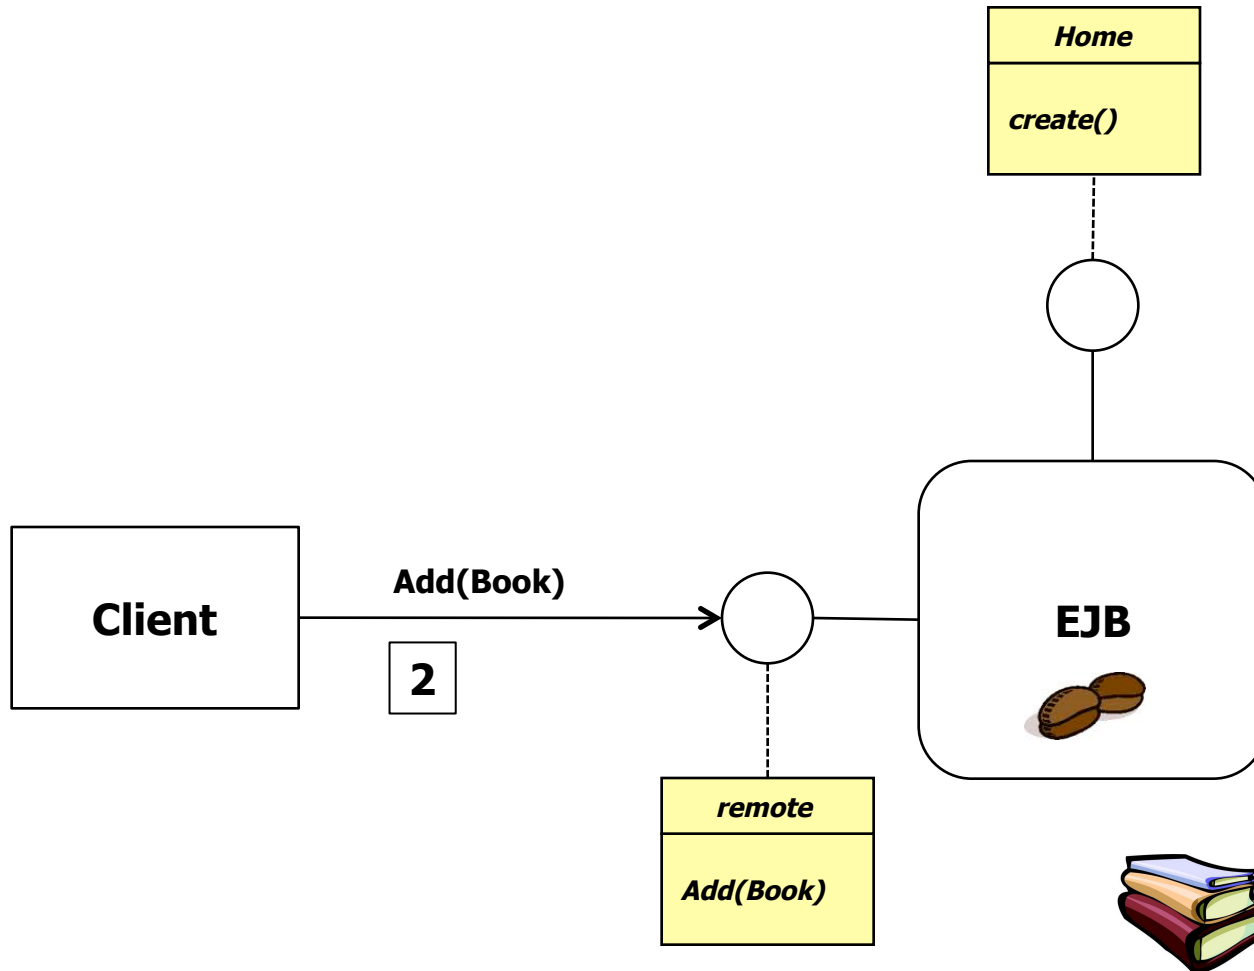 Home
create()
Add(Book)
Client
2
EJB
remote
Add(Book)